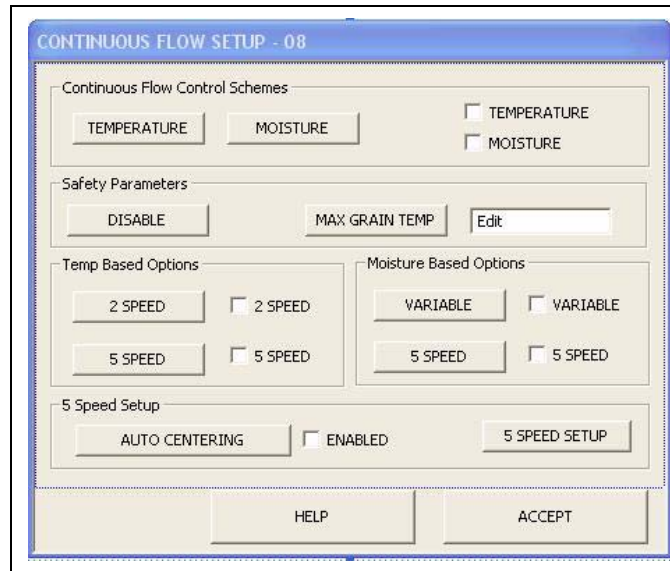 CONTINUOUS FLOW SETUP - 08
Continuous Flow Control Schemes
TEMPERATURE MOISTURE TEMPERATURE
MOISTURE
Safety Parameters
DISABLE MAX GRAIN TEMP Edit
Temp Based Options
2 SPEED 2 SPEED
5 SPEED 5 SPEED
Moisture Based Options
VARIABLE VARIABLE
5 SPEED 5 SPEED
5 Speed Setup
AUTO CENTERING ENABLED 5 SPEED SETUP
HELP ACCEPT